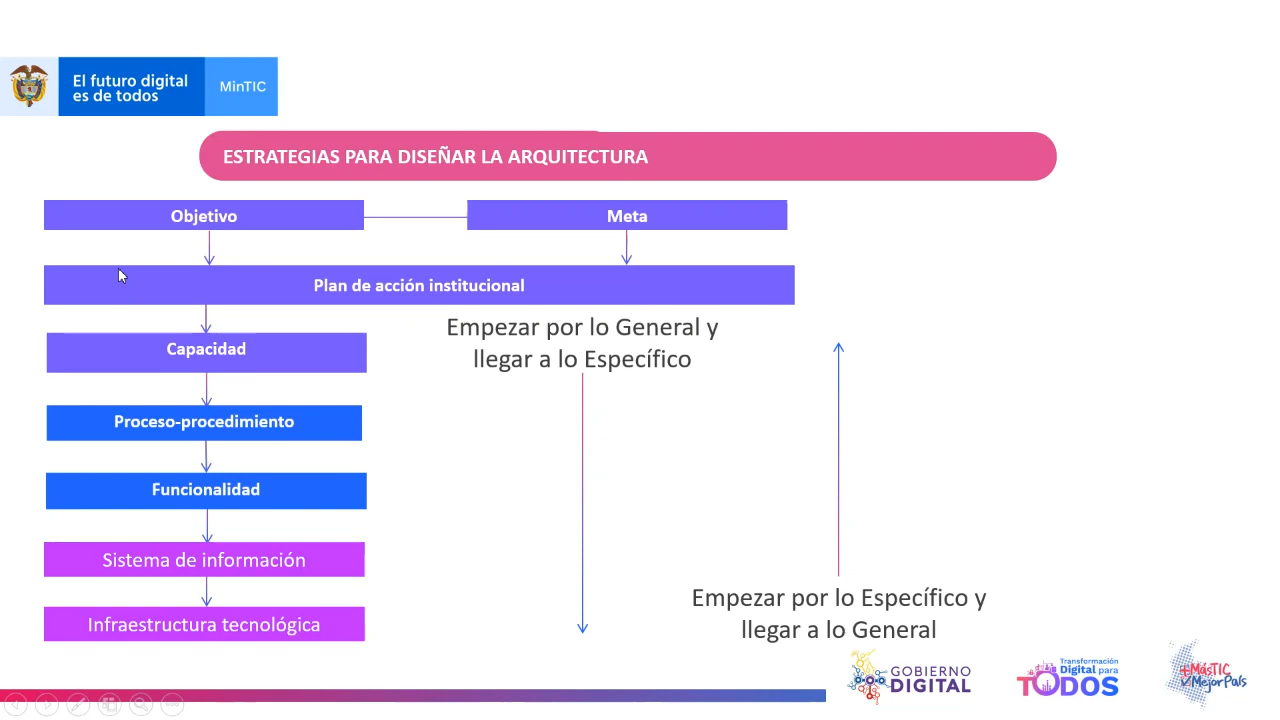 El futuro digital
es de todos
MinTIC
ESTRATEGIAS PARA DISEÑAR LA ARQUITECTURA
Objetivo
Meta
Plan de acción institucional
Capacidad
Empezar por lo General y
llegar a lo Específico
Proceso-procedimiento
Funcionalidad
Sistema de información
Infraestructura tecnológica
Empezar por lo Específico y
llegar a lo General
GOBIERNO
DIGITAL
Transformación
Digital para
TODOS
+MásTIC
✓MejorPaís